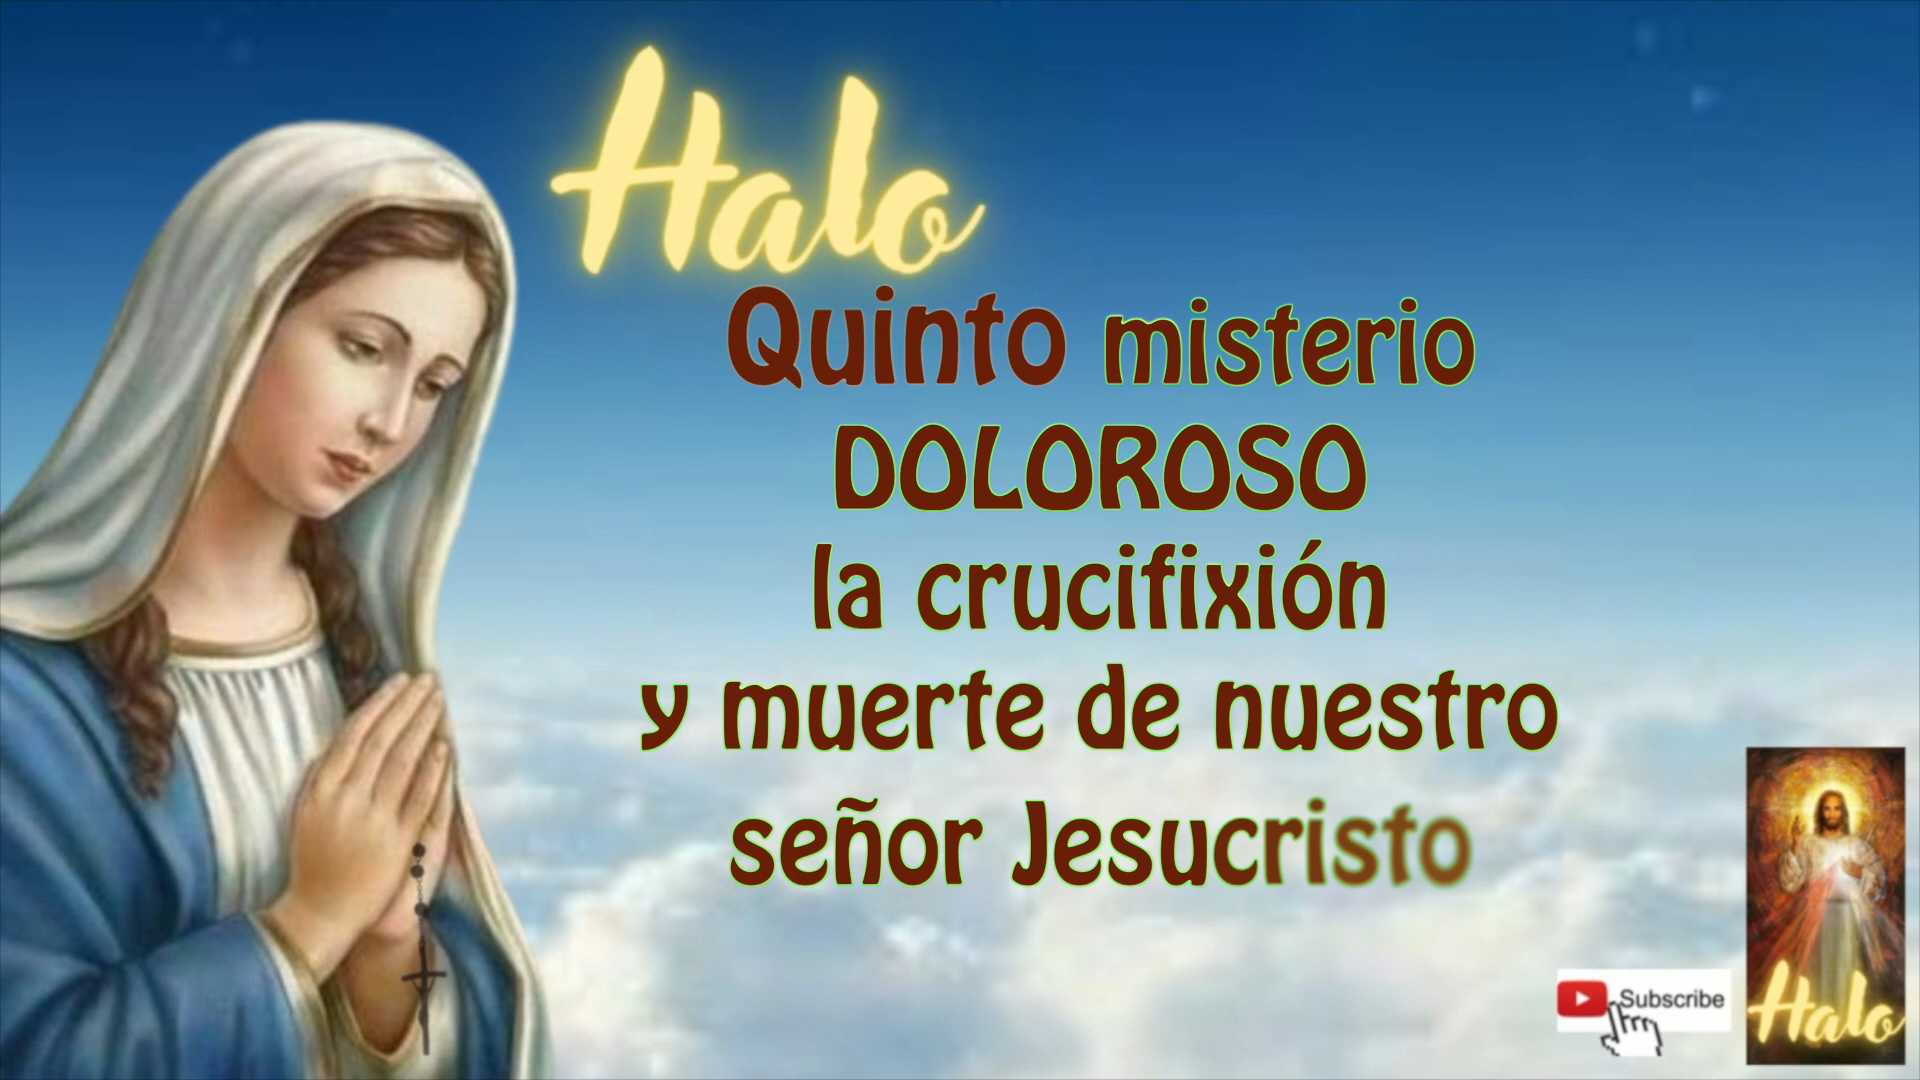 Halo
Quinto misterio
DOLOROSO
la crucifixión
y muerte de nuestro
señor Jesucristo
Subscribe
Halo